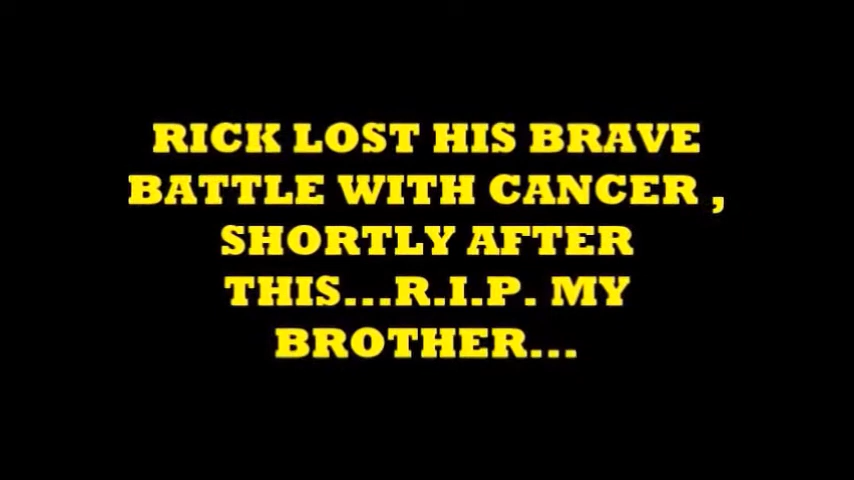 RICK LOST HIS BRAVE
BATTLE WITH CANCER ,
SHORTLY AFTER
THIS...R.I.P. MY
BROTHER...